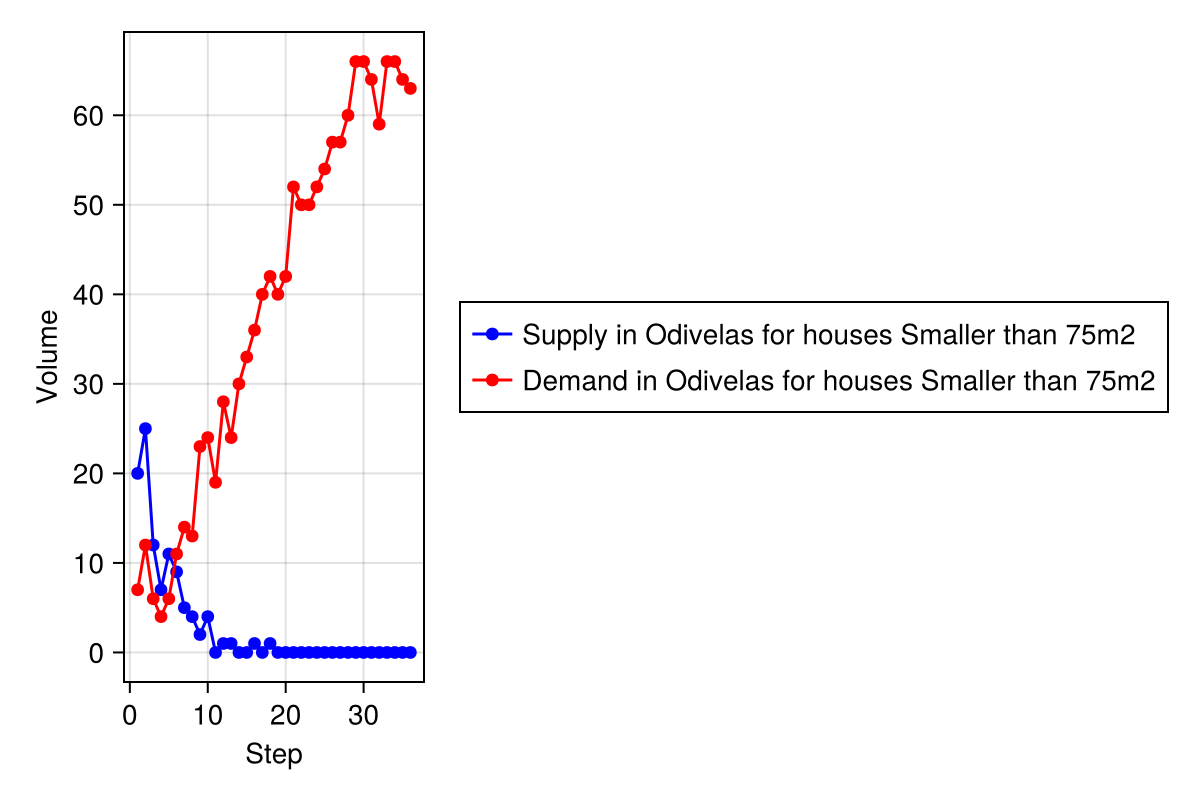 60
50
40
30
20
10
0
Volume
0 10 20 30
Step
Supply in Odivelas for houses Smaller than 75m2
Demand in Odivelas for houses Smaller than 75m2